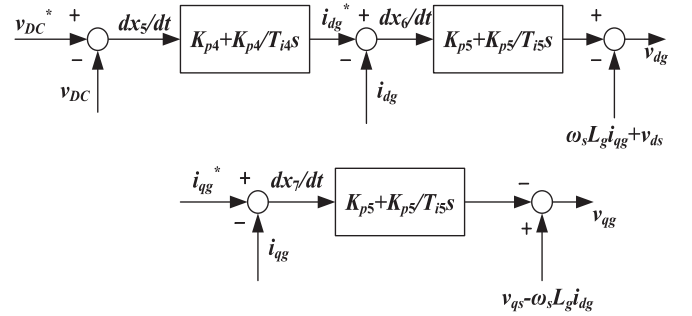 v_DC* + dx5/dt K_p4+K_p4/T_i4s i_dg* + dx6/dt K_p5+K_p5/T_i5s +
− − − v_dg
v_DC i_dg
ω_sL_gi_qg+v_ds
i_qg* + dx7/dt K_p5+K_p5/T_i5s −
− + v_qg
i_qg
v_qs-ω_sL_gi_dg